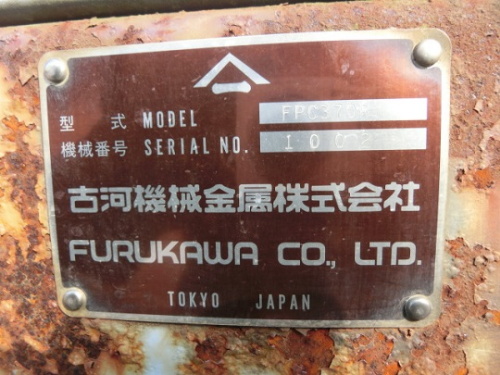 型 式 MODEL
機械番号 SERIAL NO.
古河機械金属株式会社
FURUKAWA CO., LTD.
TOKYO JAPAN